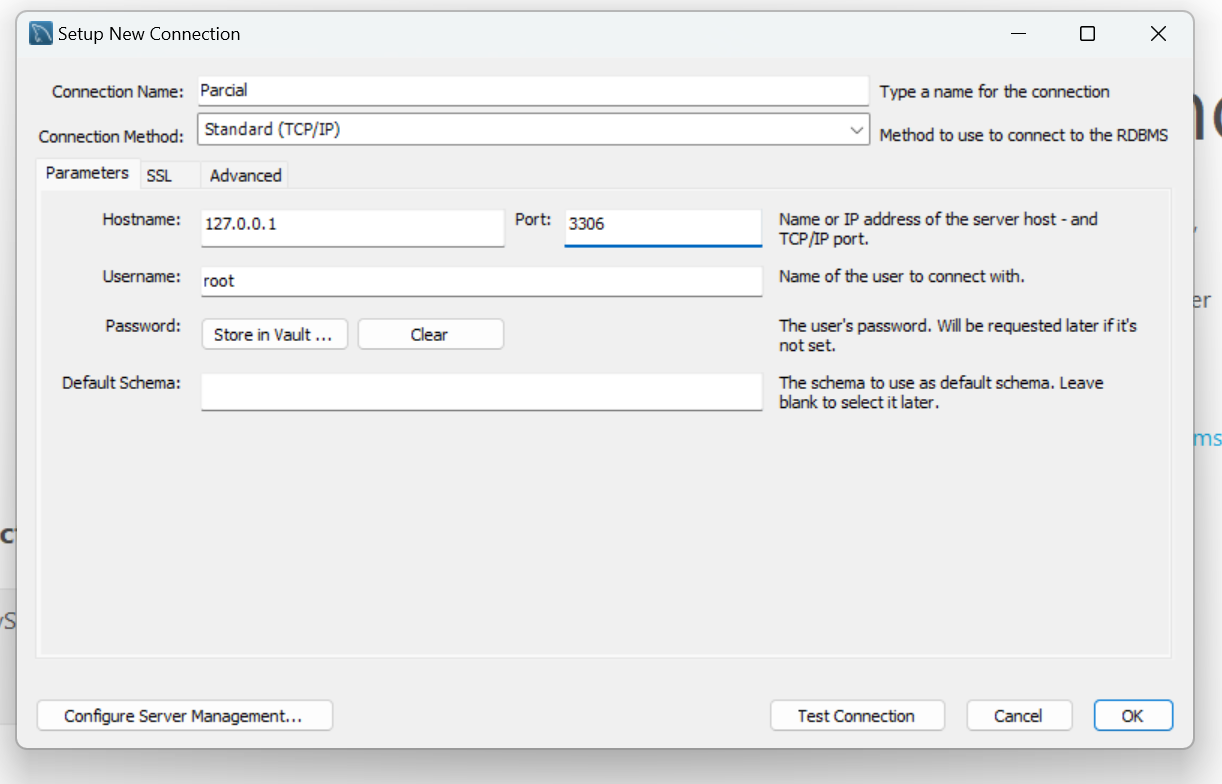 Setup New Connection
Connection Name: Parcial Type a name for the connection
Connection Method: Standard (TCP/IP) Method to use to connect to the RDBMS
Parameters SSL Advanced
Hostname: 127.0.0.1 Port: 3306 Name or IP address of the server host - and
TCP/IP port.
Username: root Name of the user to connect with.
Password: Store in Vault ... Clear The user's password. Will be requested later if it's
not set.
Default Schema: The schema to use as default schema. Leave
blank to select it later.
Configure Server Management... Test Connection Cancel OK